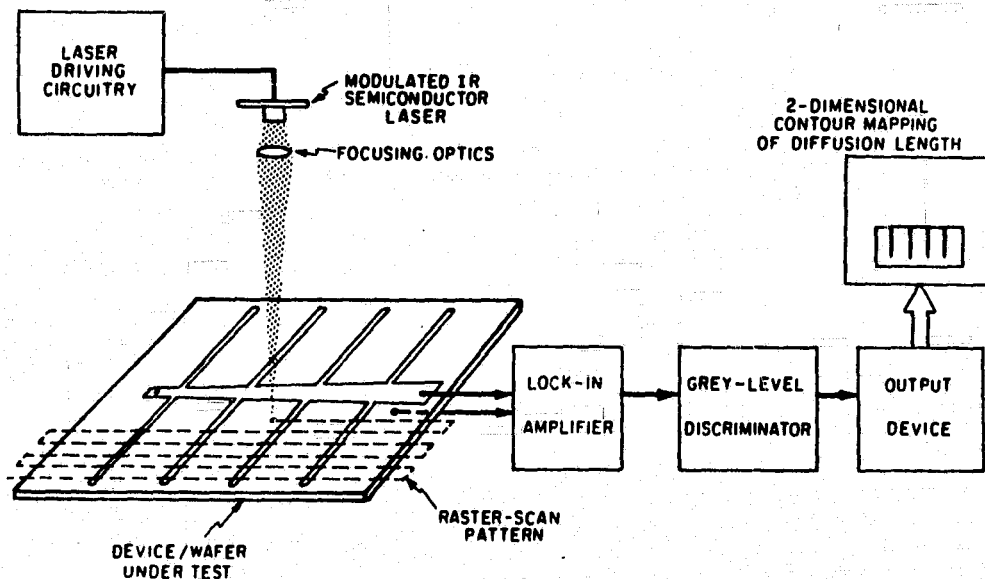 LASER
DRIVING
CIRCUITRY
MODULATED IR
SEMICONDUCTOR
LASER
FOCUSING OPTICS
2-DIMENSIONAL
CONTOUR MAPPING
OF DIFFUSION LENGTH
LOCK-IN
AMPLIFIER
GREY-LEVEL
DISCRIMINATOR
OUTPUT
DEVICE
RASTER-SCAN
PATTERN
DEVICE/WAFER
UNDER TEST